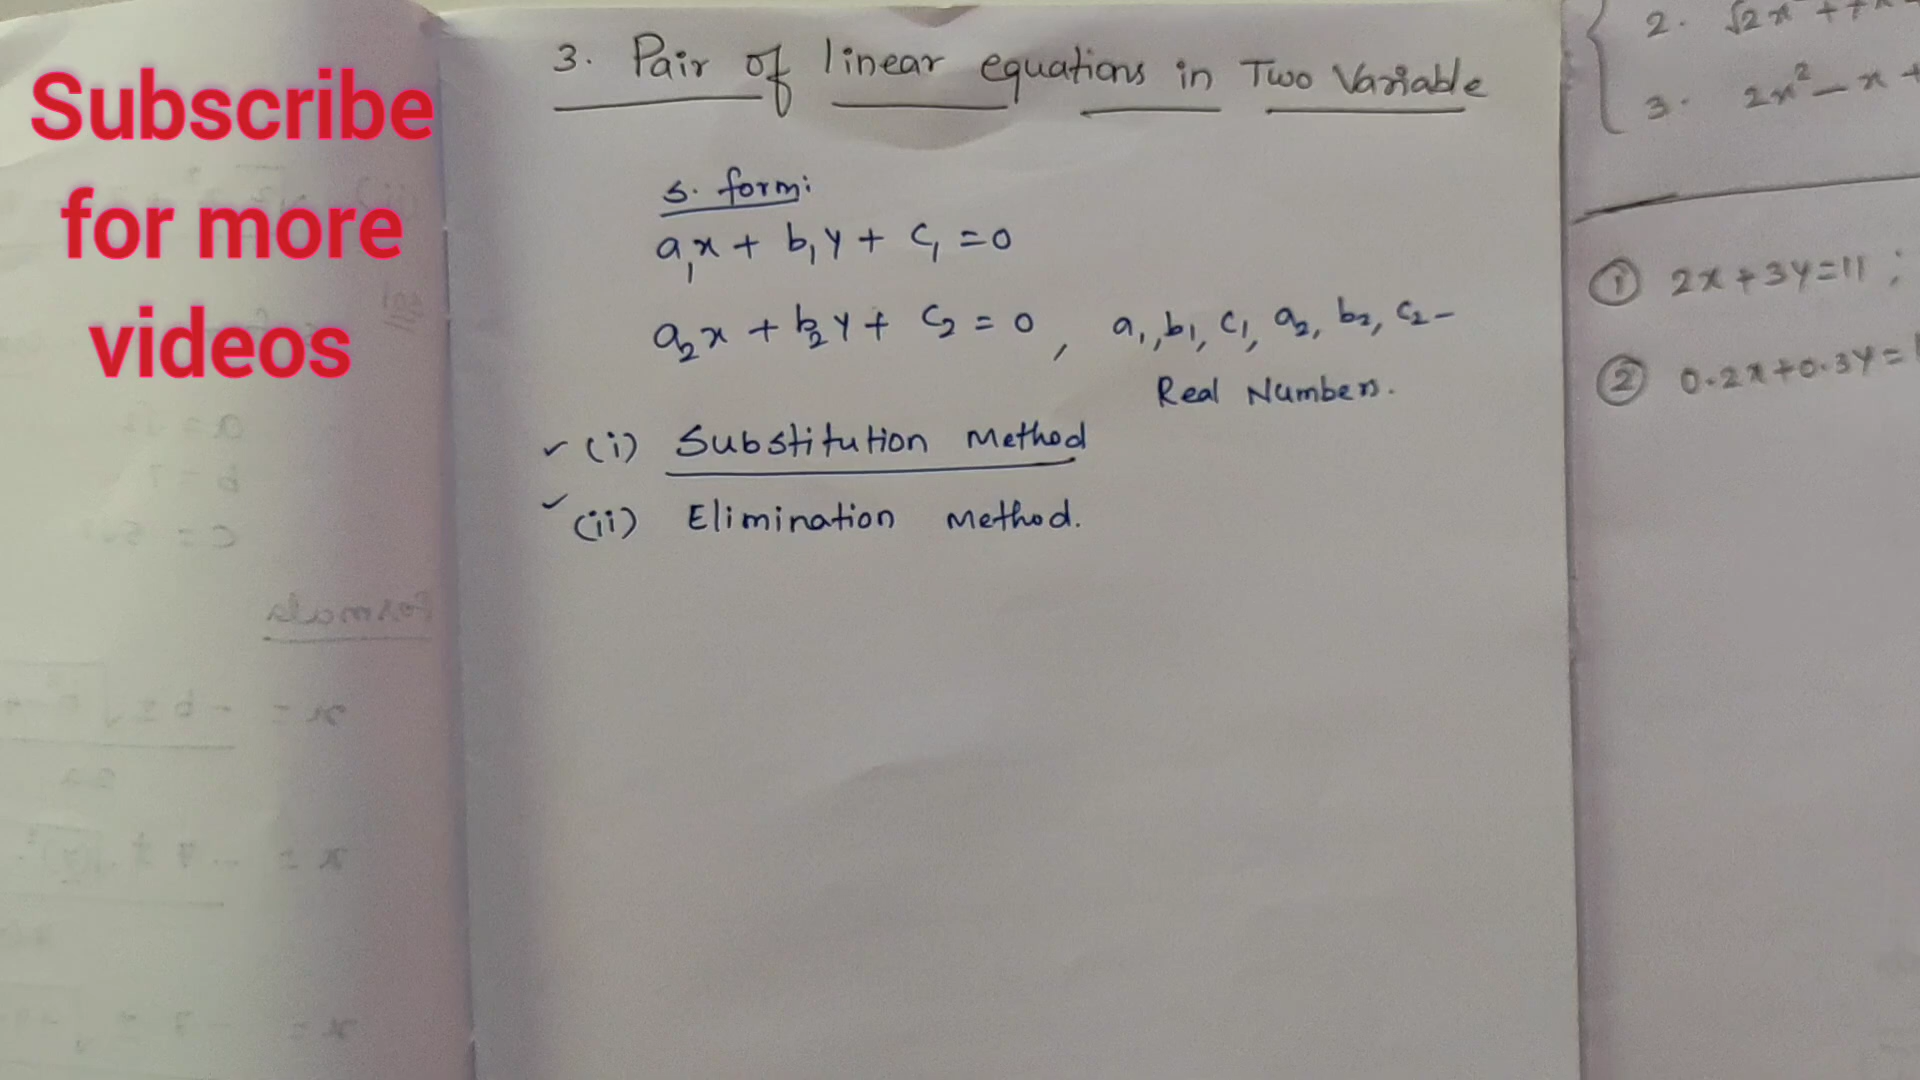 Subscribe
for more
videos
3. Pair of linear equations in Two Variable
s. form:
a₁x + b₁y + c₁ = 0
a₂x + b₂y + c₂ = 0, a₁, b₁, c₁, a₂, b₂, c₂ -
Real Numbers.
✓ (i) Substitution Method
✓ (ii) Elimination Method.
2. √2x
3. 2x² - x +
① 2x + 3y = 11 ;
② 0.2x + 0.3y =